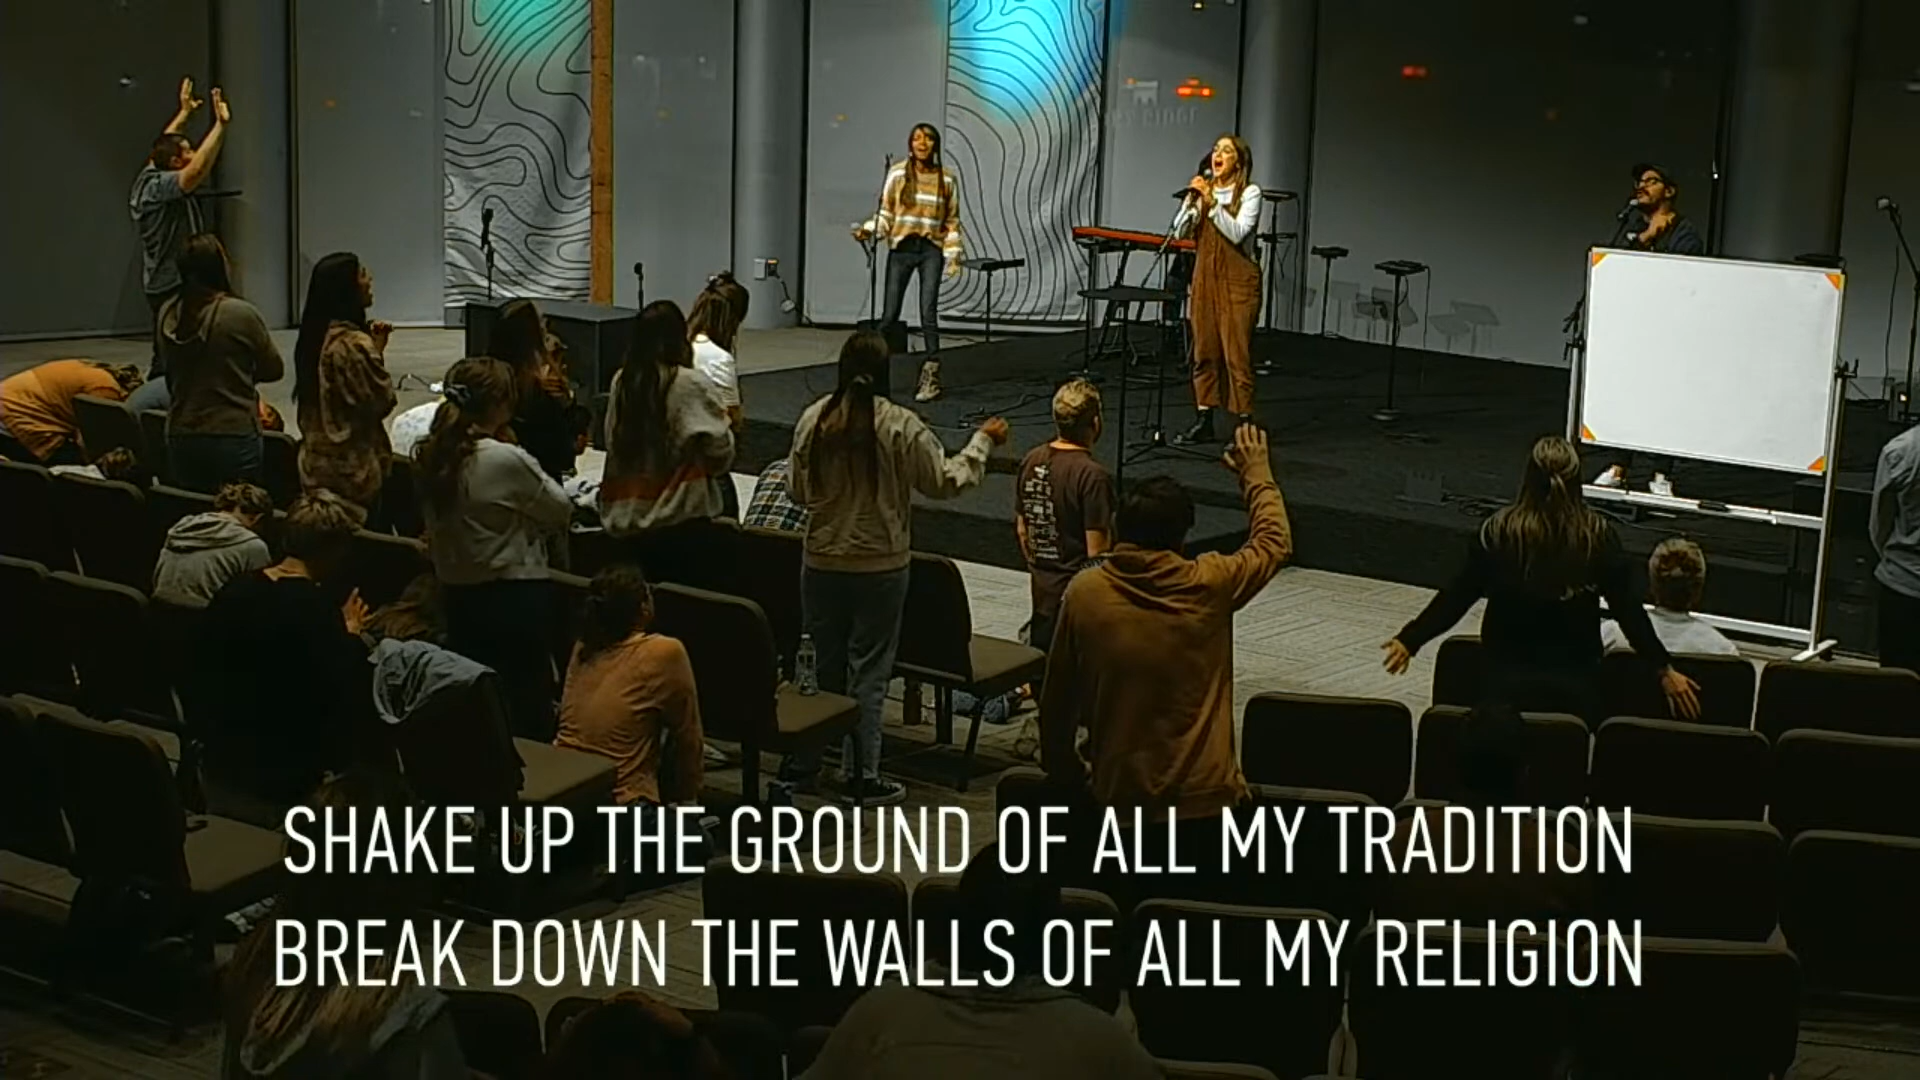 SHAKE UP THE GROUND OF ALL MY TRADITION
BREAK DOWN THE WALLS OF ALL MY RELIGION